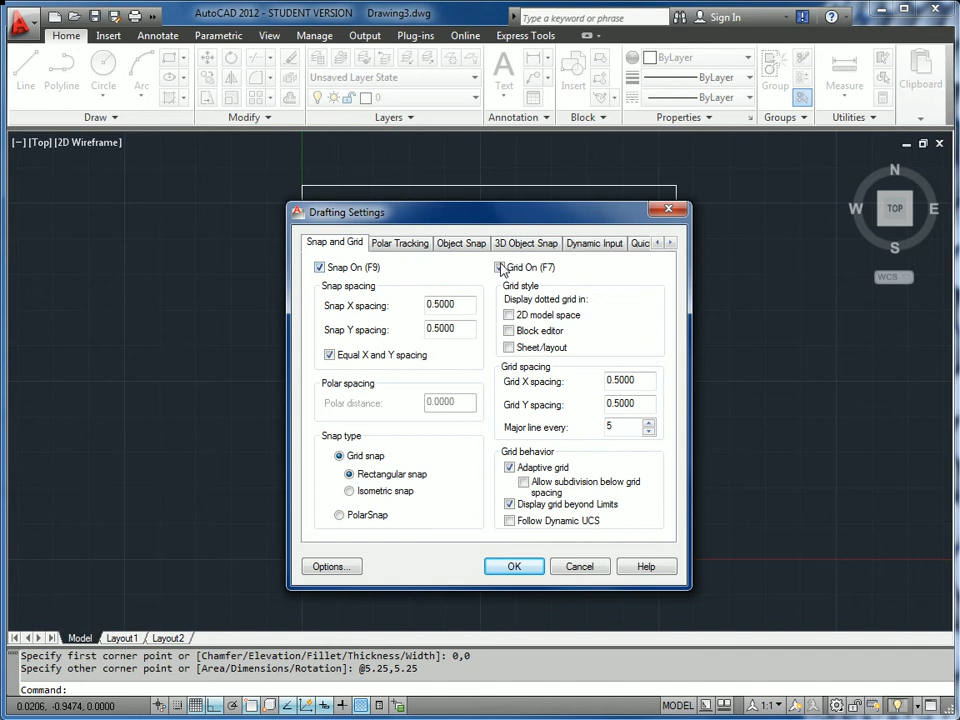 AutoCAD 2012 - STUDENT VERSION Drawing3.dwg
Type a keyword or phrase
Sign In
Home Insert Annotate Parametric View Manage Output Plug-ins Online Express Tools
Line Polyline Circle Arc
Unsaved Layer State
0
Text
Insert
ByLayer
ByLayer
ByLayer
Group
Measure
Clipboard
Draw Modify Layers Annotation Block Properties Groups Utilities
[−] [Top] [2D Wireframe]
N
W TOP E
S
WCS
Drafting Settings
Snap and Grid Polar Tracking Object Snap 3D Object Snap Dynamic Input Quic
Snap On (F9)
Snap spacing
Snap X spacing: 0.5000
Snap Y spacing: 0.5000
Equal X and Y spacing
Polar spacing
Polar distance: 0.0000
Snap type
Grid snap
Rectangular snap
Isometric snap
PolarSnap
Grid On (F7)
Grid style
Display dotted grid in:
2D model space
Block editor
Sheet/layout
Grid spacing
Grid X spacing: 0.5000
Grid Y spacing: 0.5000
Major line every: 5
Grid behavior
Adaptive grid
Allow subdivision below grid
spacing
Display grid beyond Limits
Follow Dynamic UCS
Options... OK Cancel Help
Model Layout1 Layout2
Specify first corner point or [Chamfer/Elevation/Fillet/Thickness/Width]: 0,0
Specify other corner point or [Area/Dimensions/Rotation]: @5.25,5.25
Command:
0.0206, -0.9474, 0.0000
MODEL
1:1